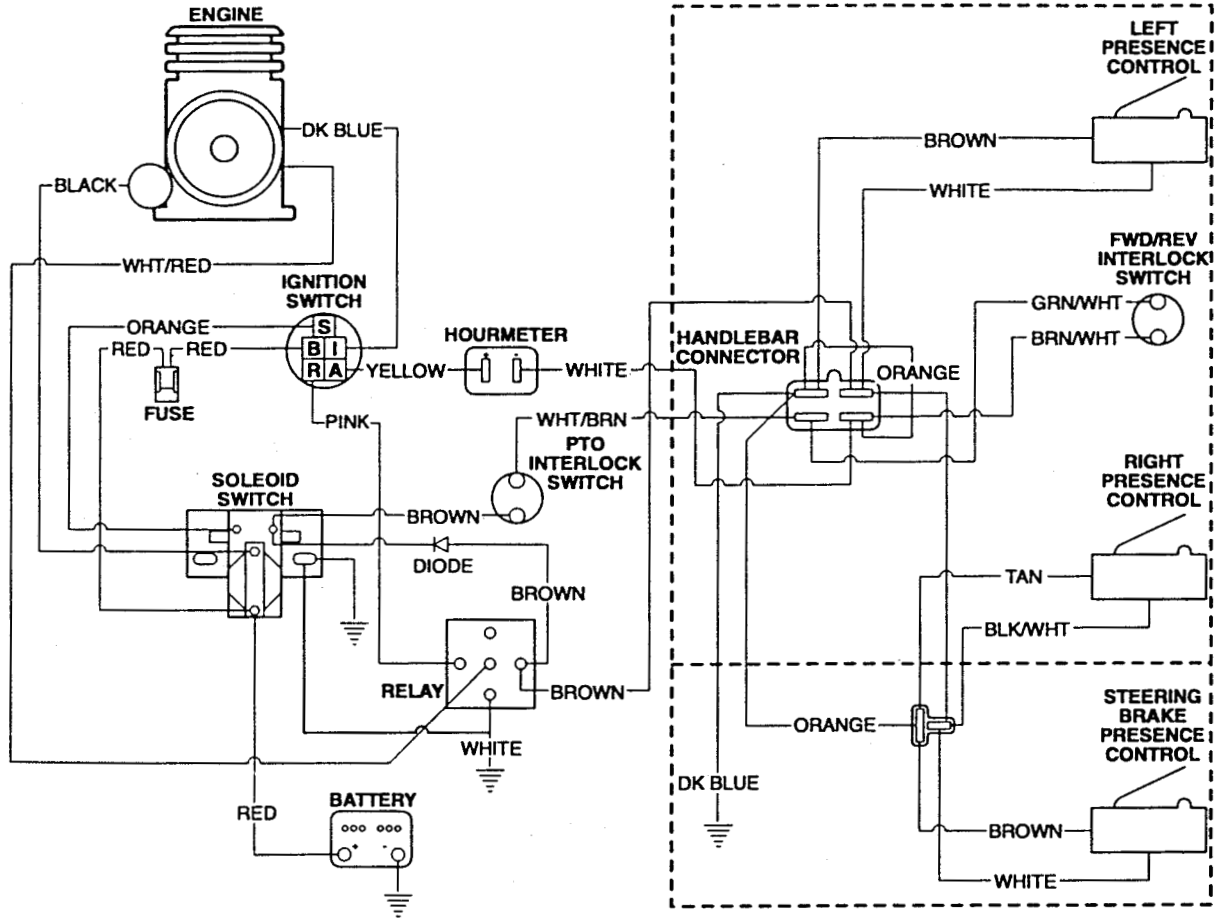 ENGINE
DK BLUE
BLACK
WHT/RED
IGNITION
SWITCH
ORANGE
S
B I
R A
RED
RED
FUSE
YELLOW
PINK
HOURMETER
+ -
WHITE
WHT/BRN
PTO
INTERLOCK
SWITCH
SOLEOID
SWITCH
BROWN
DIODE
BROWN
RELAY
BROWN
WHITE
RED
BATTERY
+ -
LEFT
PRESENCE
CONTROL
BROWN
WHITE
FWD/REV
INTERLOCK
SWITCH
GRN/WHT
BRN/WHT
HANDLEBAR
CONNECTOR
ORANGE
RIGHT
PRESENCE
CONTROL
TAN
BLK/WHT
STEERING
BRAKE
PRESENCE
CONTROL
ORANGE
DK BLUE
BROWN
WHITE